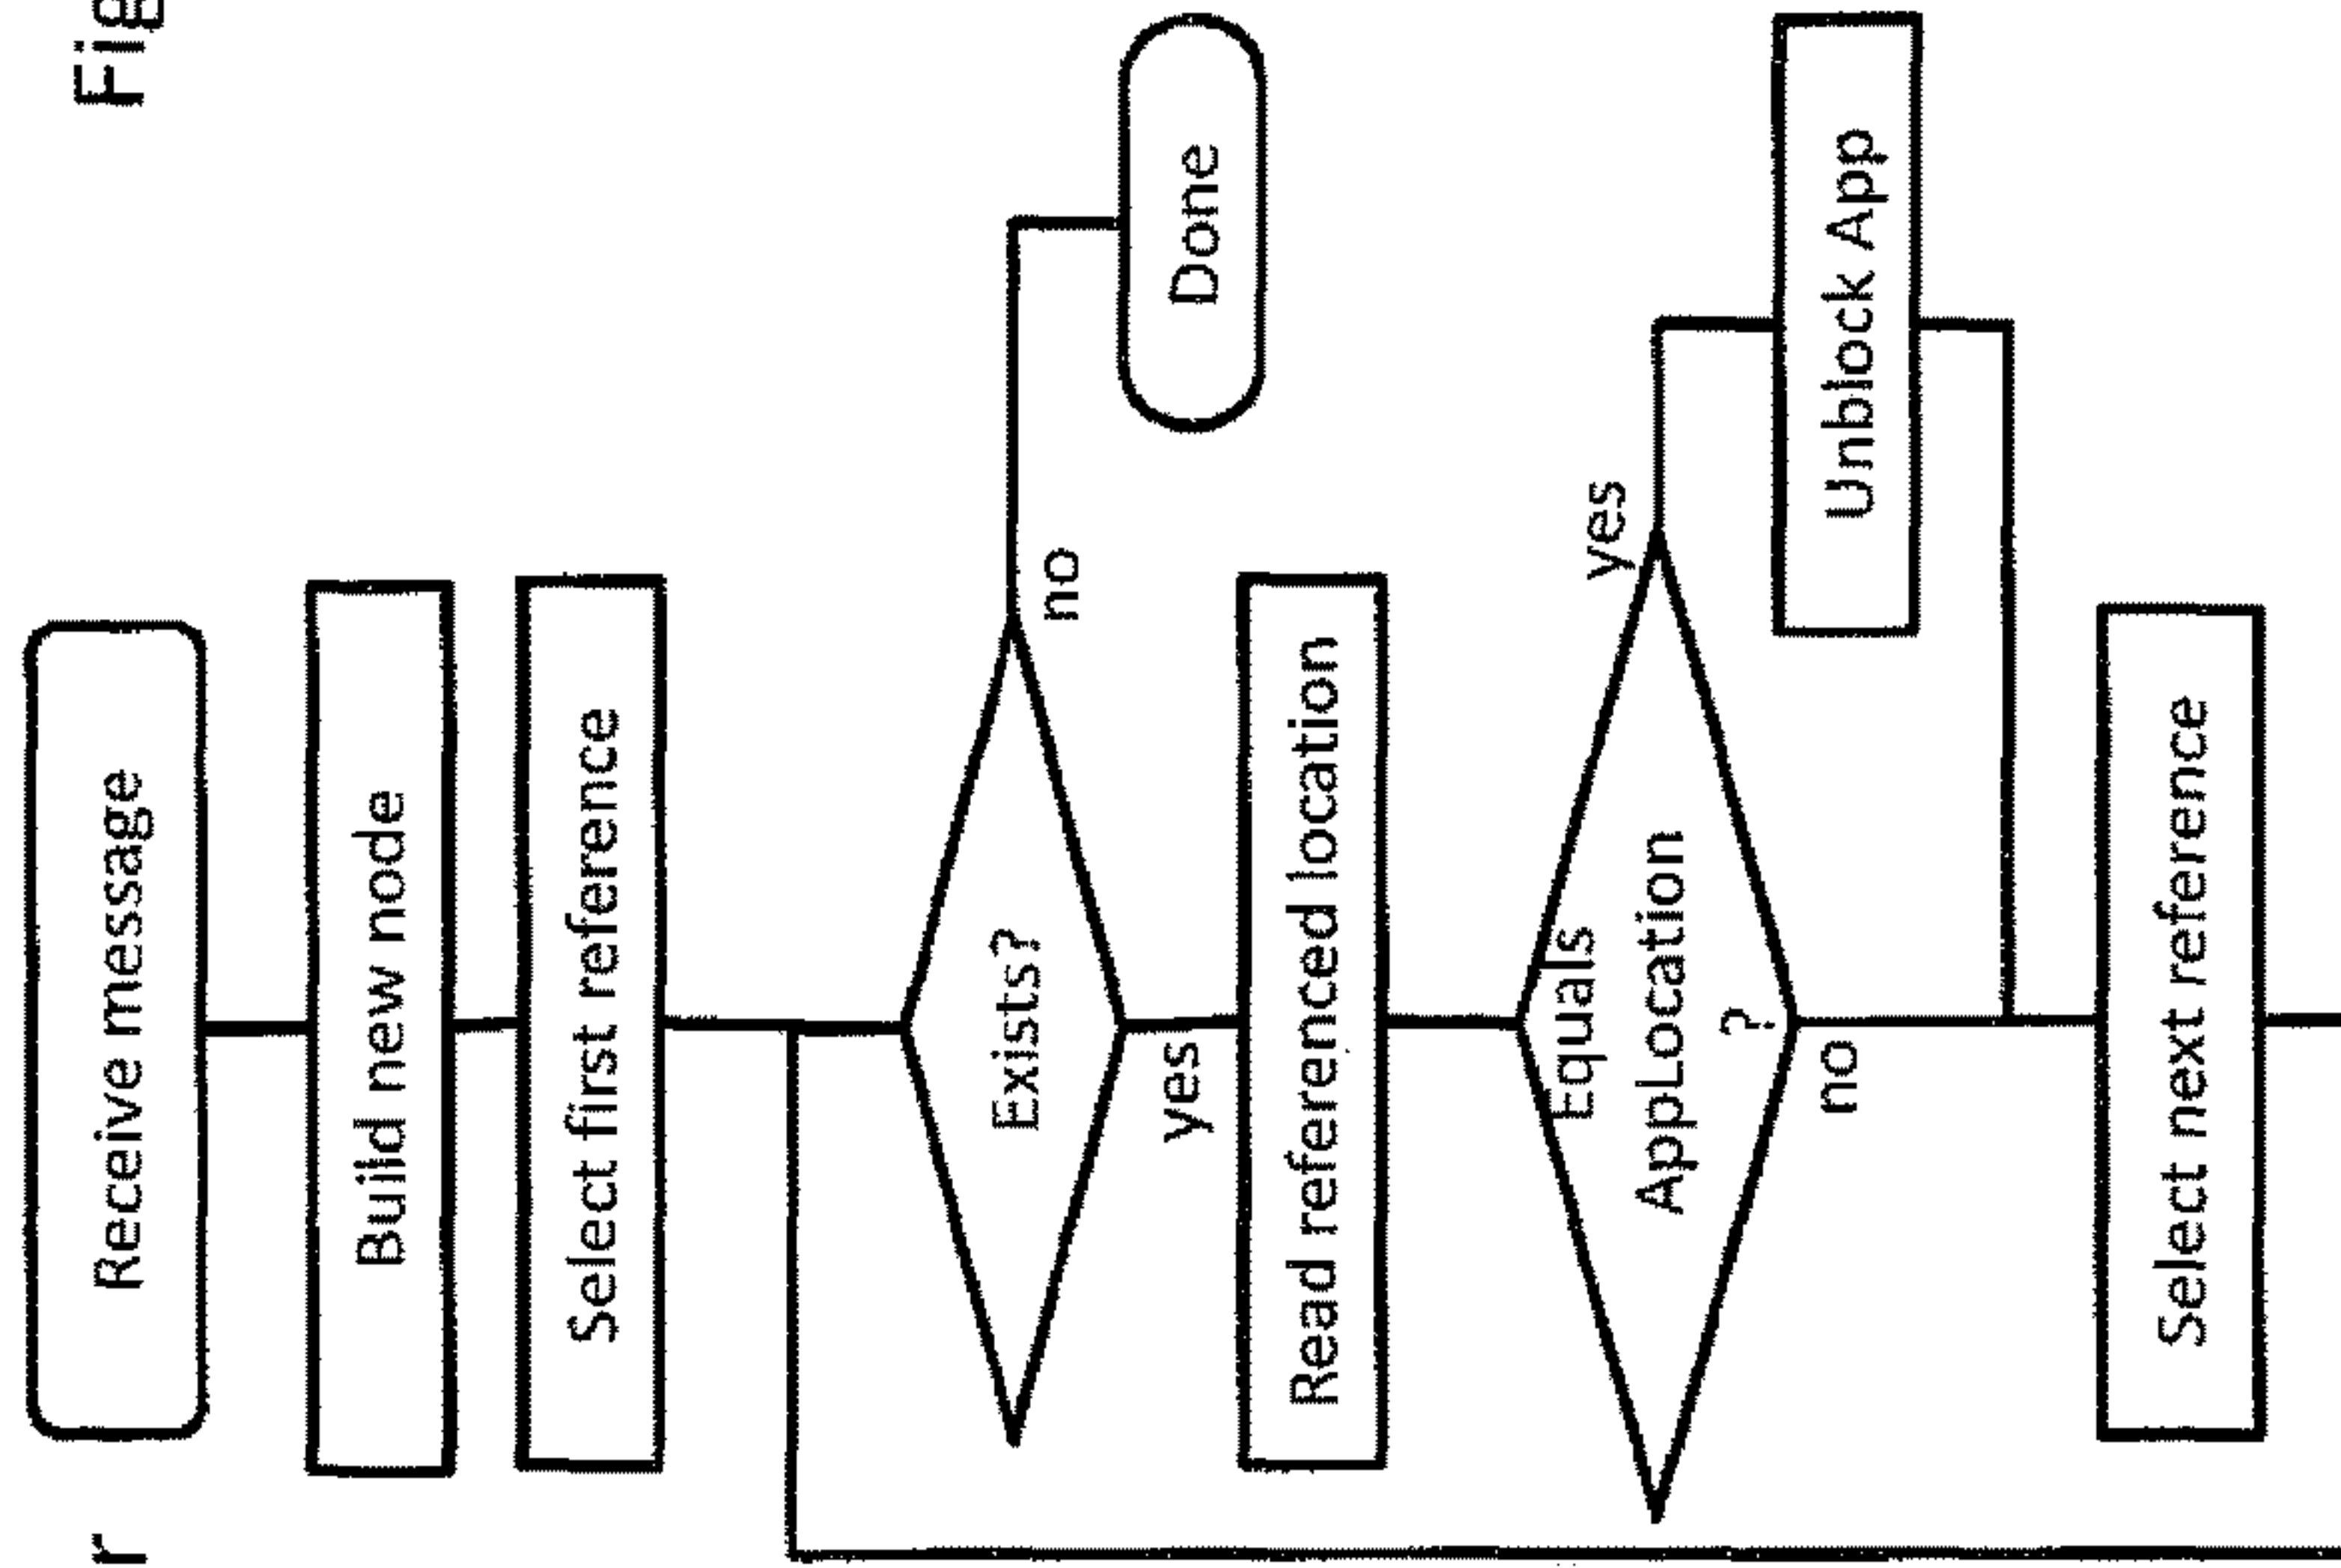 Fig
r
Receive message
Build new node
Select first reference
Exists?
no
Done
yes
Read referenced location
Equals
AppLocation
?
yes
Unblock App
no
Select next reference